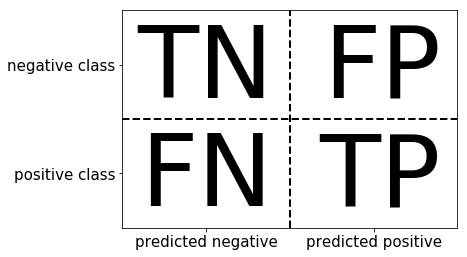 negative class TN FP
positive class FN TP
predicted negative predicted positive